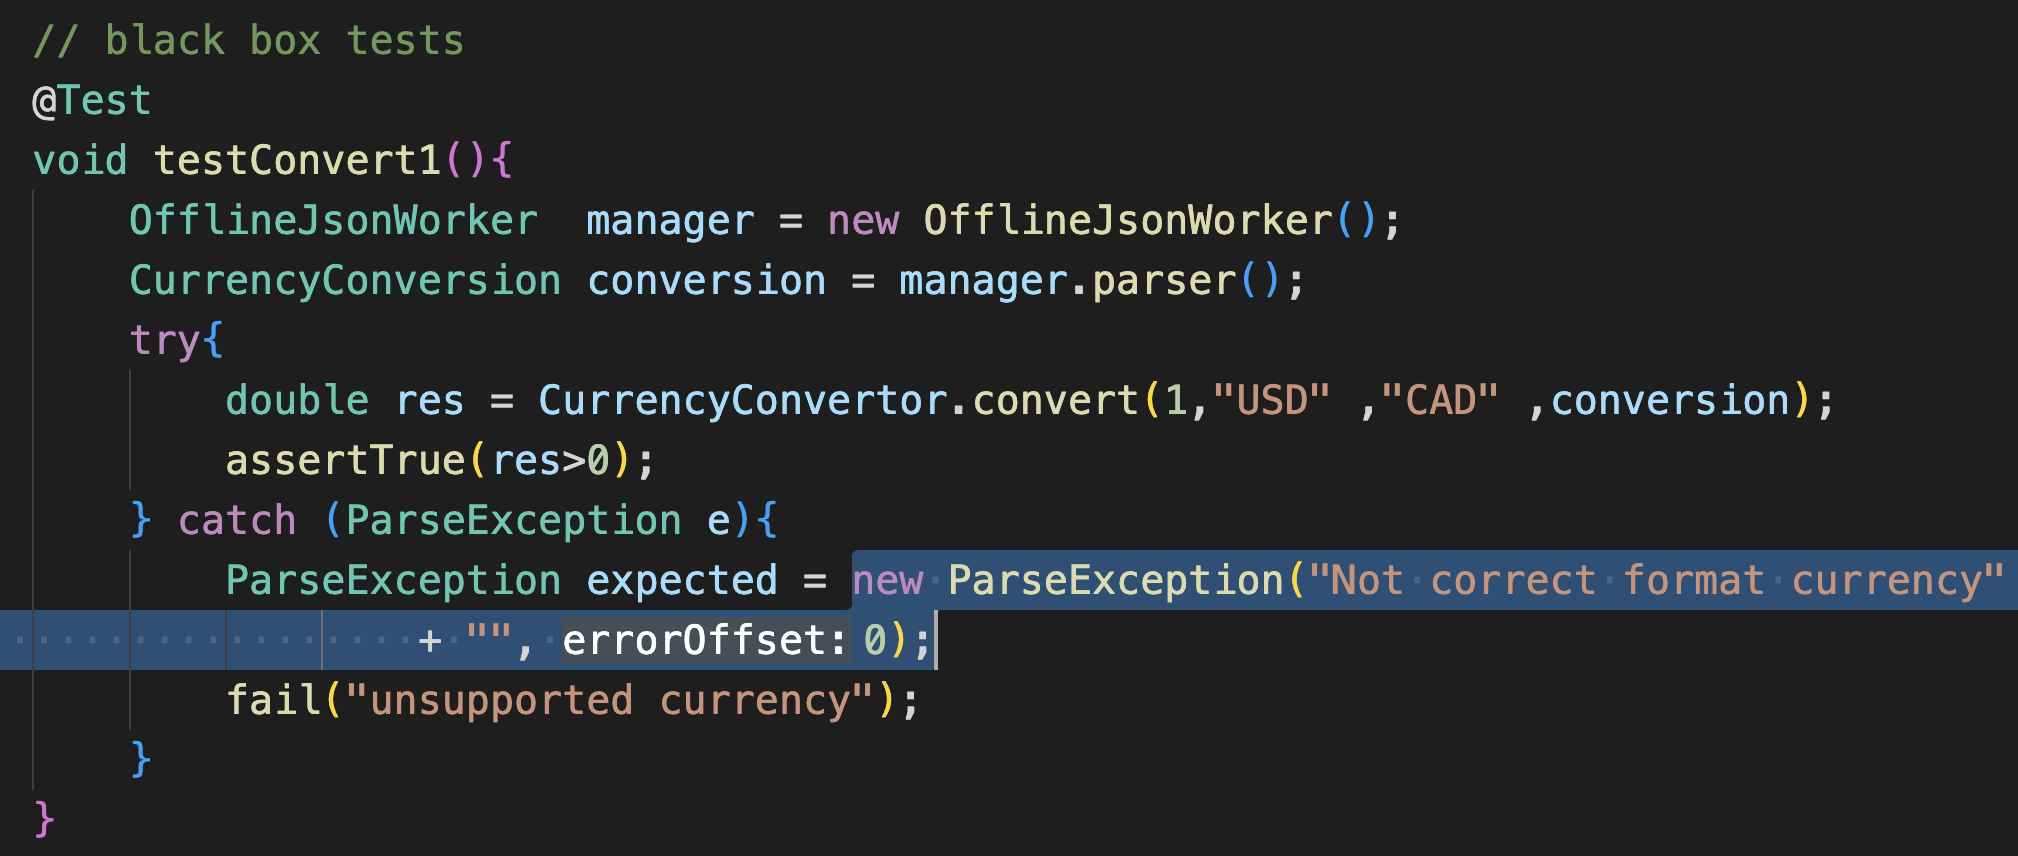 // black box tests
@Test
void testConvert1(){
OfflineJsonWorker  manager = new OfflineJsonWorker();
CurrencyConversion conversion = manager.parser();
try{
double res = CurrencyConvertor.convert(1,"USD" ,"CAD" ,conversion);
assertTrue(res>0);
} catch (ParseException e){
ParseException expected = new ParseException("Not correct format currency"
+ "", errorOffset: 0);
fail("unsupported currency");
}
}